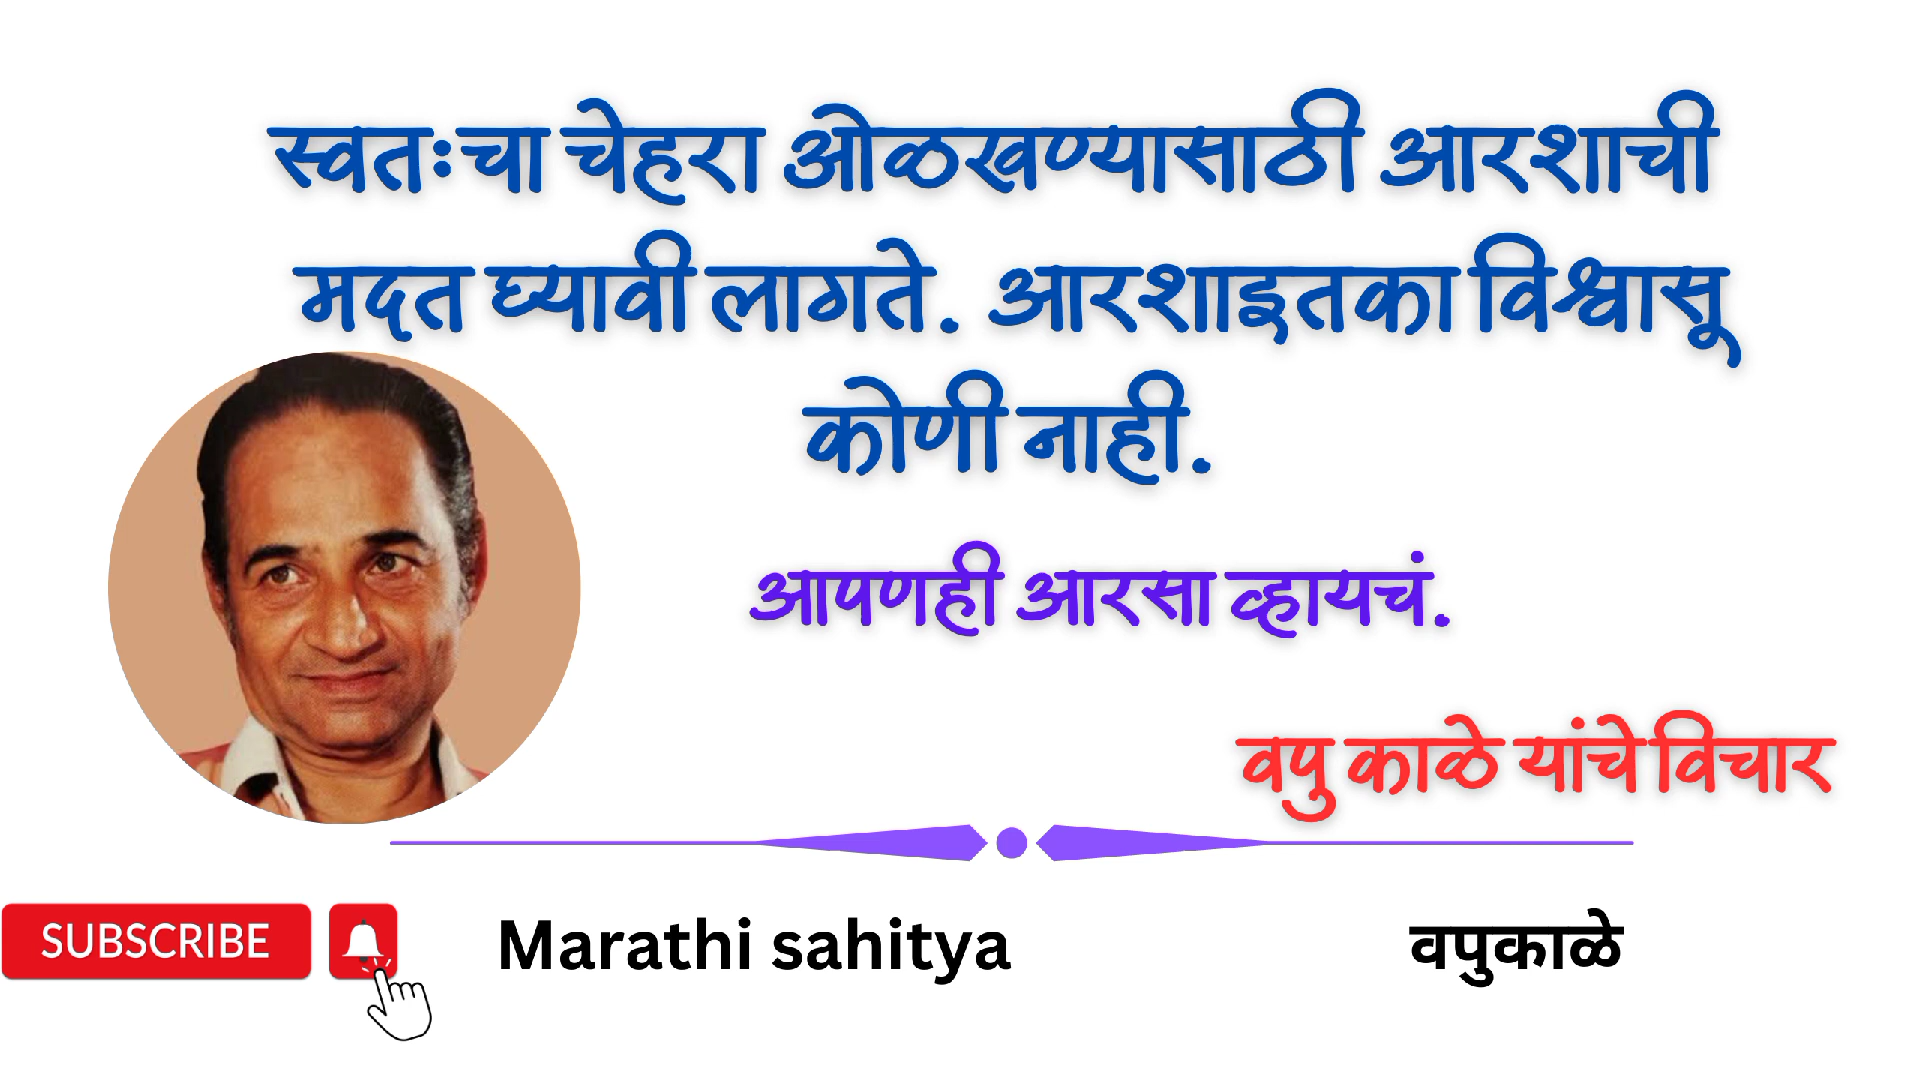 स्वतःचा चेहरा ओळखण्यासाठी आरशाची
मदत घ्यावी लागते. आरशाइतका विश्वासू
कोणी नाही.
आपणही आरसा व्हायचं.
वपु काळे यांचे विचार
SUBSCRIBE
Marathi sahitya
वपुकाळे